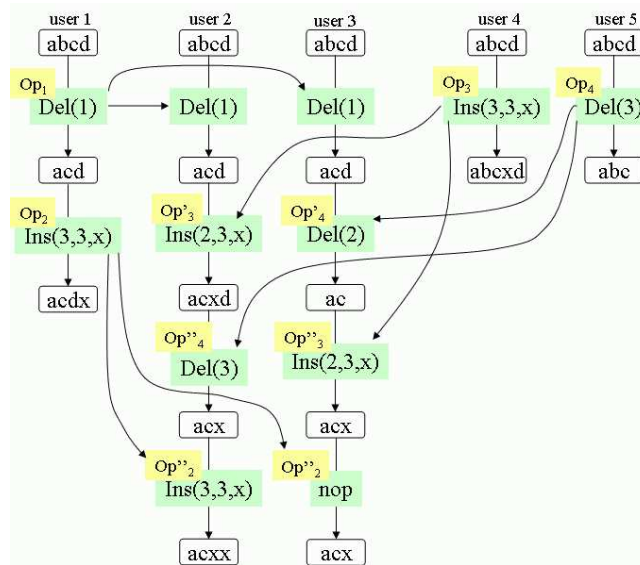 user 1 user 2 user 3 user 4 user 5
abcd abcd abcd abcd abcd
Op1 Op3 Op4
Del(1) Del(1) Del(1) Ins(3,3,x) Del(3)
acd acd acd abcxd abc
Op2 Op'3 Op'4
Ins(3,3,x) Ins(2,3,x) Del(2)
acdx acxd ac
Op''4 Op''3
Del(3) Ins(2,3,x)
acx acx
Op''2 Op''2
Ins(3,3,x) nop
acxx acx